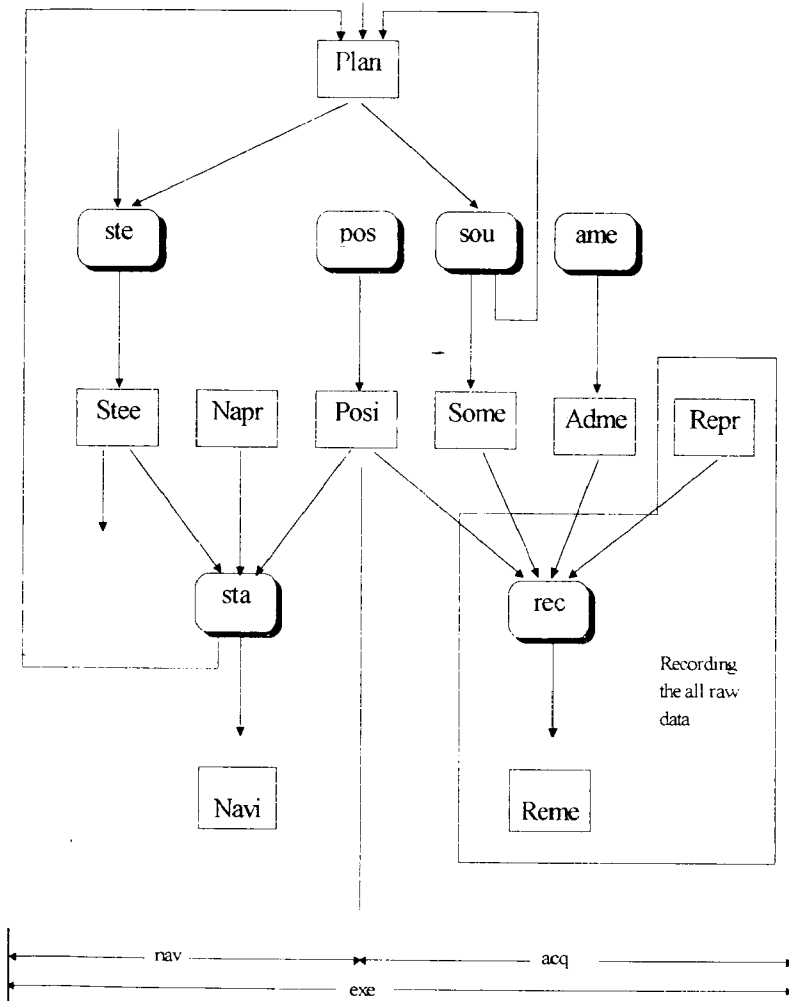 Plan
ste
pos
sou
ame
Stee
Napr
Posi
Some
Adme
Repr
sta
rec
Recording
the all raw
data
Navi
Reme
nav
acq
exe